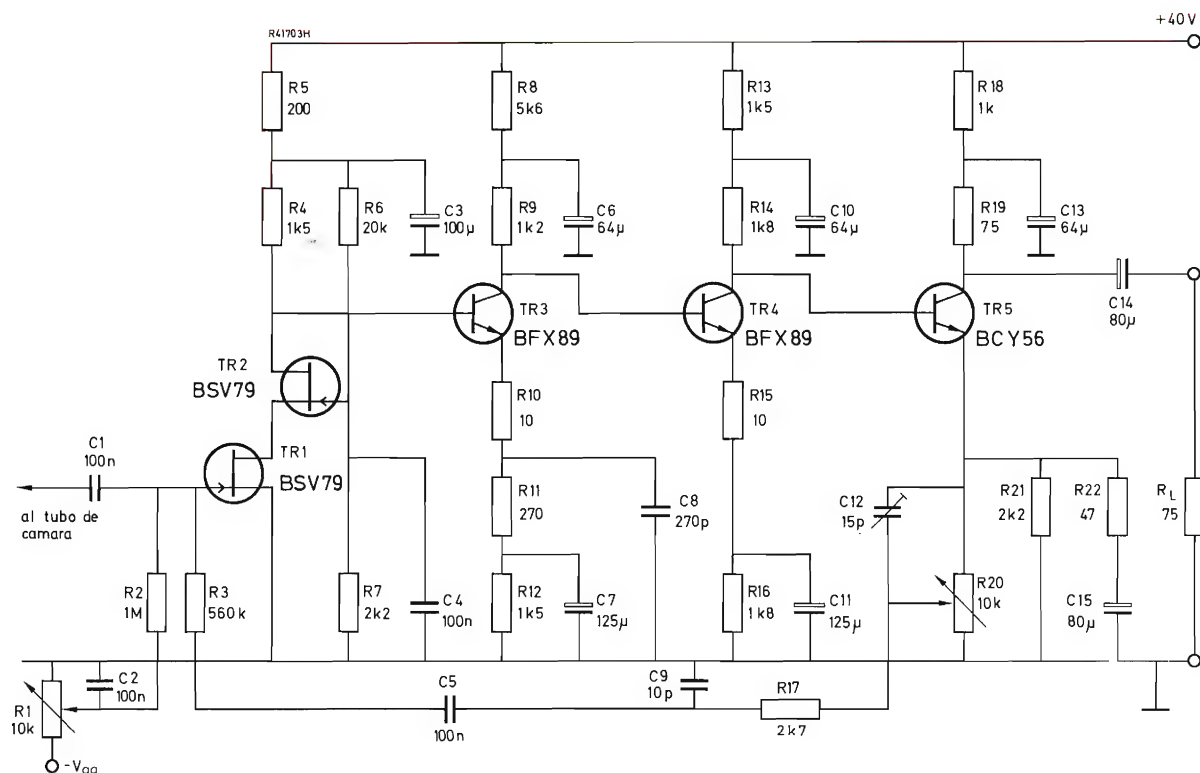 R41703H
+40V
R5
200
R8
5k6
R13
1k5
R18
1k
R4
1k5
R6
20k
C3
100µ
R9
1k2
C6
64µ
R14
1k8
C10
64µ
R19
75
C13
64µ
TR3
BFX89
TR4
BFX89
TR5
BCY56
C14
80µ
TR2
BSV79
R10
10
R15
10
C1
100n
TR1
BSV79
al tubo de
camara
R11
270
C8
270p
C12
15p
R21
2k2
R22
47
RL
75
R2
1M
R3
560k
R7
2k2
C4
100n
R12
1k5
C7
125µ
R16
1k8
C11
125µ
R20
10k
C15
80µ
C2
100n
R1
10k
C5
100n
C9
10p
R17
2k7